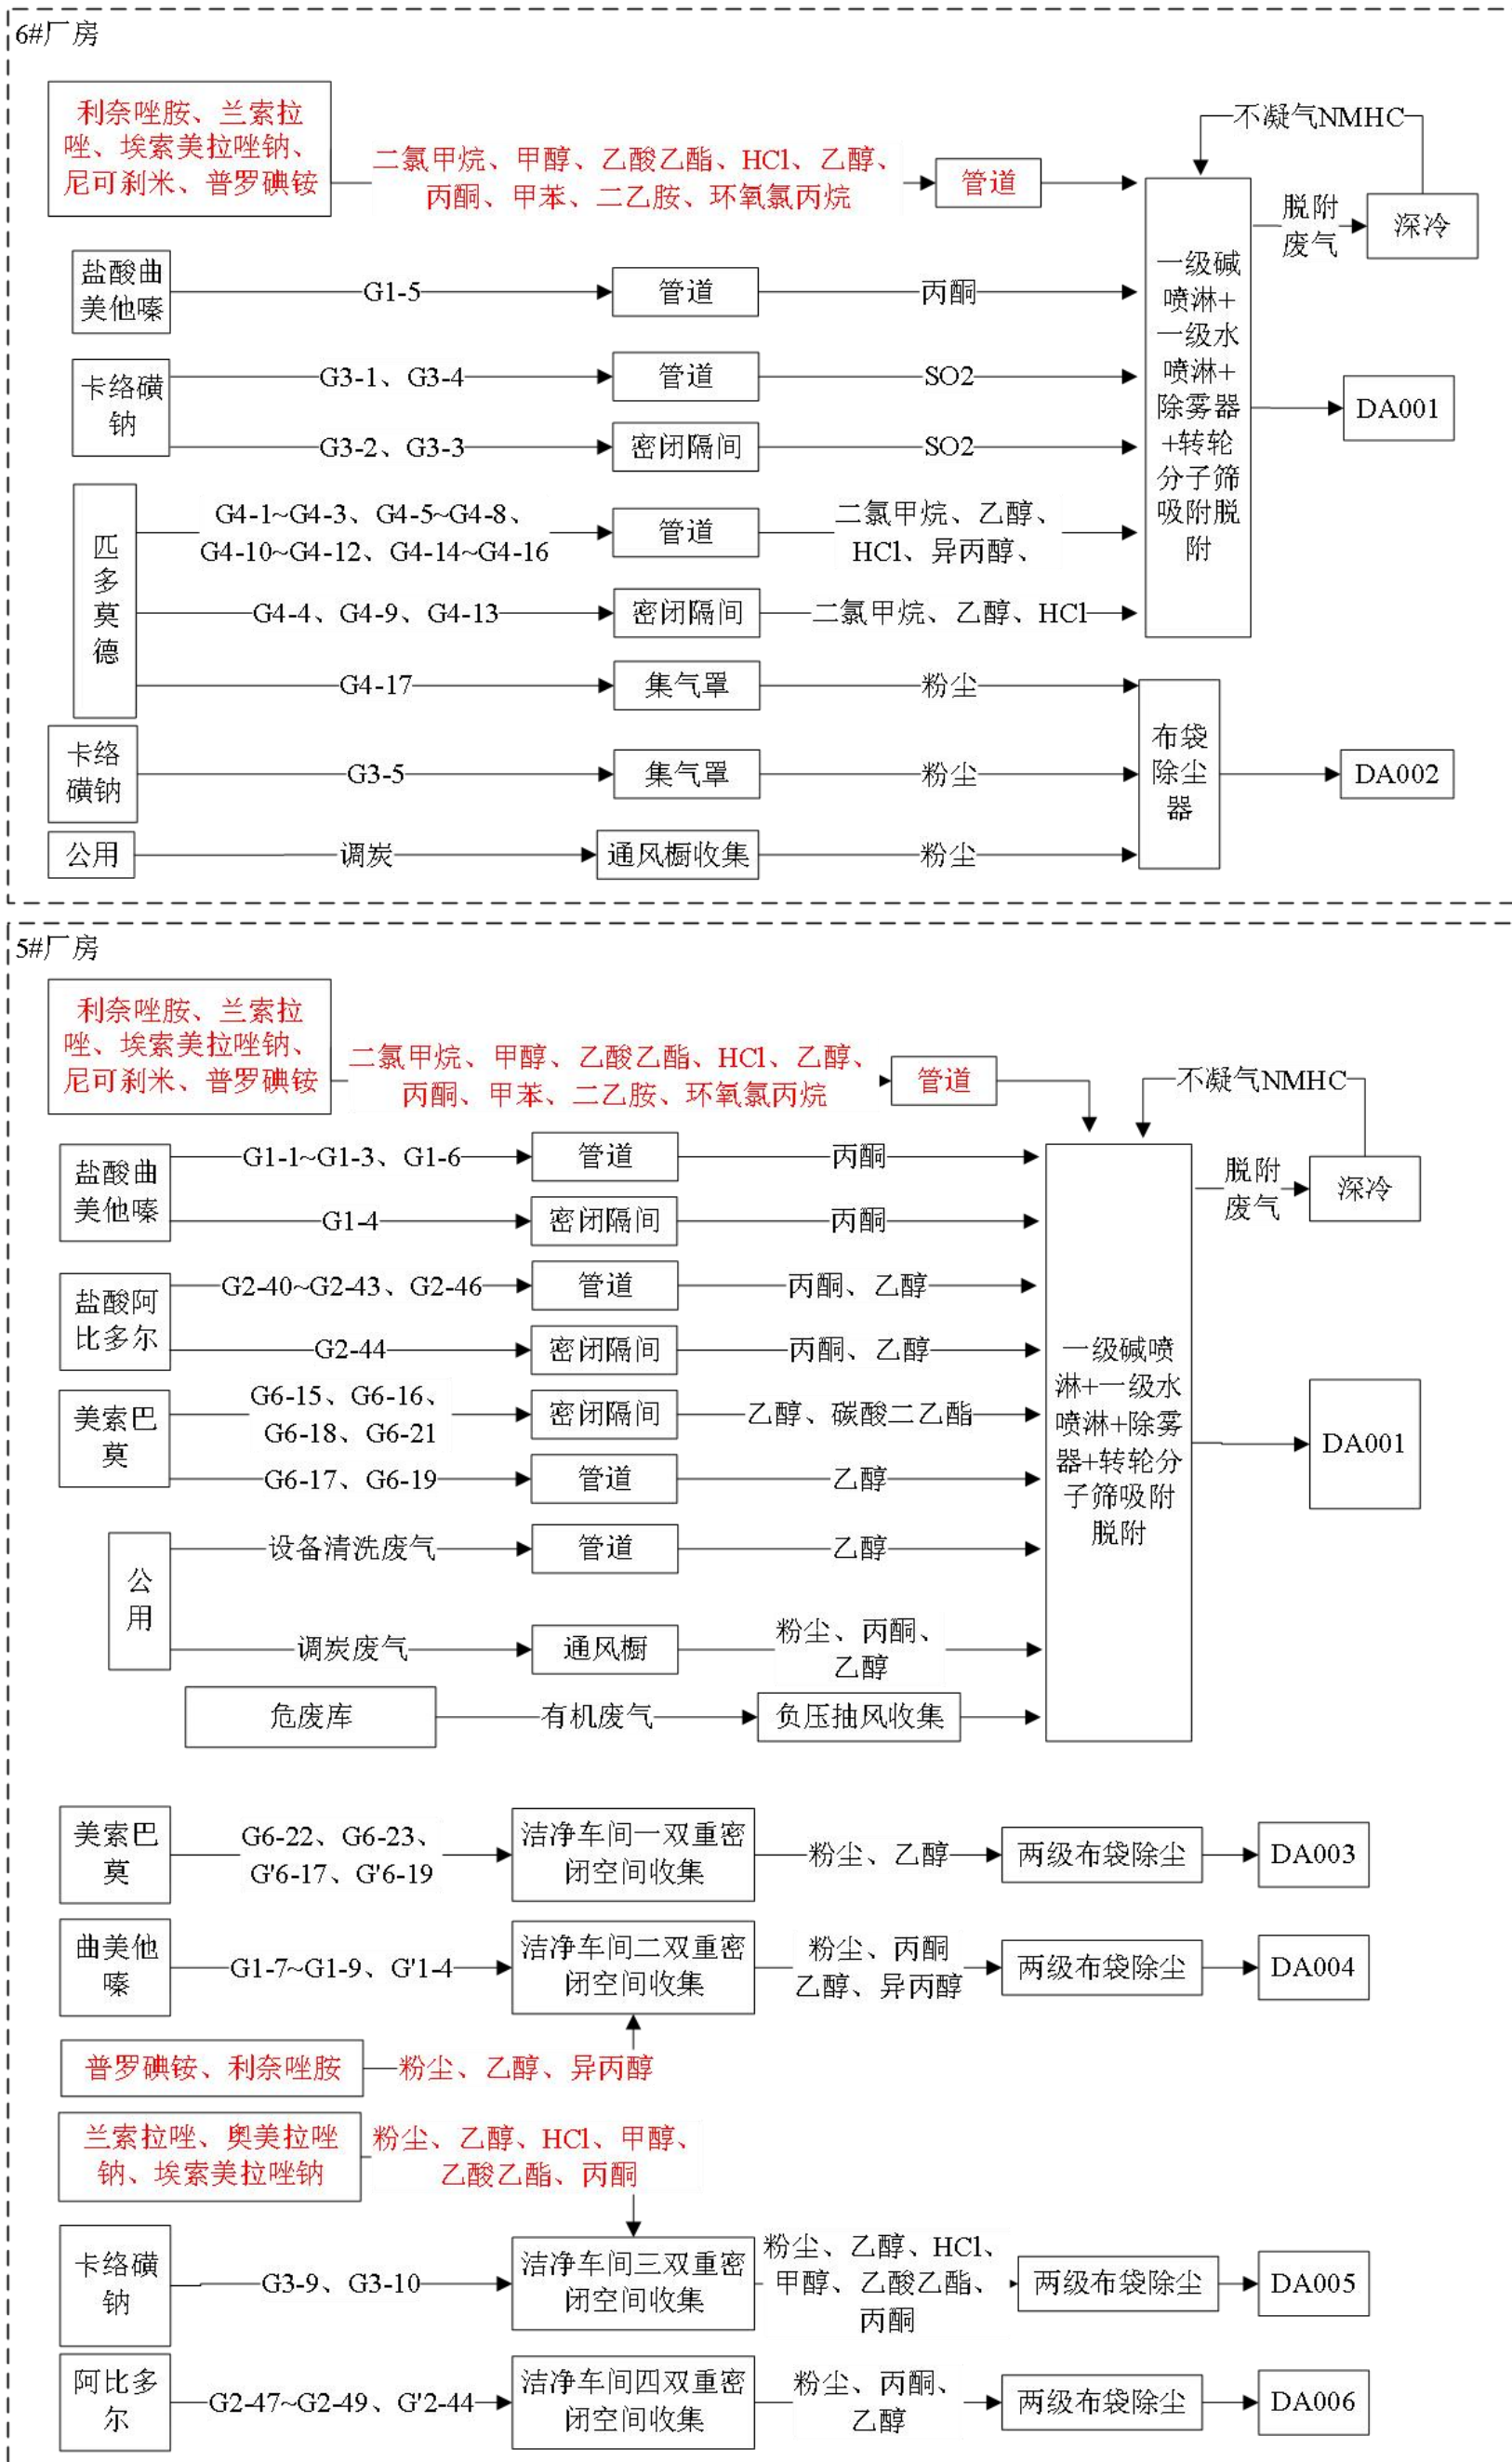 6#厂房
利奈唑胺、兰索拉
唑、埃索美拉唑钠、
尼可刹米、普罗碘铵
二氯甲烷、甲醇、乙酸乙酯、HCl、乙醇、
丙酮、甲苯、二乙胺、环氧氯丙烷
管道
不凝气NMHC
脱附
废气
深冷
盐酸曲
美他嗪
G1-5
管道
丙酮
一级碱
喷淋+
一级水
喷淋+
除雾器
+转轮
分子筛
吸附脱
附
DA001
卡络磺
钠
G3-1、G3-4
管道
SO2
G3-2、G3-3
密闭隔间
SO2
匹
多
莫
德
G4-1~G4-3、G4-5~G4-8、
G4-10~G4-12、G4-14~G4-16
管道
二氯甲烷、乙醇、
HCl、异丙醇、
G4-4、G4-9、G4-13
密闭隔间
二氯甲烷、乙醇、HCl
G4-17
集气罩
粉尘
布袋
除尘
器
DA002
卡络
磺钠
G3-5
集气罩
粉尘
公用
调炭
通风橱收集
粉尘
5#厂房
利奈唑胺、兰索拉
唑、埃索美拉唑钠、
尼可刹米、普罗碘铵
二氯甲烷、甲醇、乙酸乙酯、HCl、乙醇、
丙酮、甲苯、二乙胺、环氧氯丙烷
管道
不凝气NMHC
脱附
废气
深冷
盐酸曲
美他嗪
G1-1~G1-3、G1-6
管道
丙酮
G1-4
密闭隔间
丙酮
盐酸阿
比多尔
G2-40~G2-43、G2-46
管道
丙酮、乙醇
G2-44
密闭隔间
丙酮、乙醇
一级碱喷
淋+一级水
喷淋+除雾
器+转轮分
子筛吸附
脱附
DA001
美索巴
莫
G6-15、G6-16、
G6-18、G6-21
密闭隔间
乙醇、碳酸二乙酯
G6-17、G6-19
管道
乙醇
公
用
设备清洗废气
管道
乙醇
调炭废气
通风橱
粉尘、丙酮、
乙醇
危废库
有机废气
负压抽风收集
美索巴
莫
G6-22、G6-23、
G'6-17、G'6-19
洁净车间一双重密
闭空间收集
粉尘、乙醇
两级布袋除尘
DA003
曲美他
嗪
G1-7~G1-9、G'1-4
洁净车间二双重密
闭空间收集
粉尘、丙酮
乙醇、异丙醇
两级布袋除尘
DA004
普罗碘铵、利奈唑胺
粉尘、乙醇、异丙醇
兰索拉唑、奥美拉唑
钠、埃索美拉唑钠
粉尘、乙醇、HCl、甲醇、
乙酸乙酯、丙酮
卡络磺
钠
G3-9、G3-10
洁净车间三双重密
闭空间收集
粉尘、乙醇、HCl、
甲醇、乙酸乙酯、
丙酮
两级布袋除尘
DA005
阿比多
尔
G2-47~G2-49、G'2-44
洁净车间四双重密
闭空间收集
粉尘、丙酮、
乙醇
两级布袋除尘
DA006